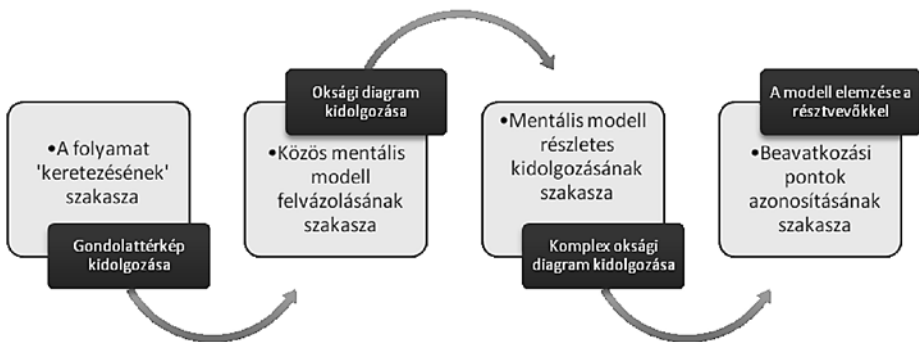 •A folyamat
'keretezésének'
szakasza
Gondolattérkép
kidolgozása
Oksági diagram
kidolgozása
•Közös mentális
modell
felvázolásának
szakasza
•Mentális modell
részletes
kidolgozásának
szakasza
Komplex oksági
diagram kidolgozása
A modell elemzése a
résztvevőkkel
•Beavatkozási
pontok
azonosításának
szakasza